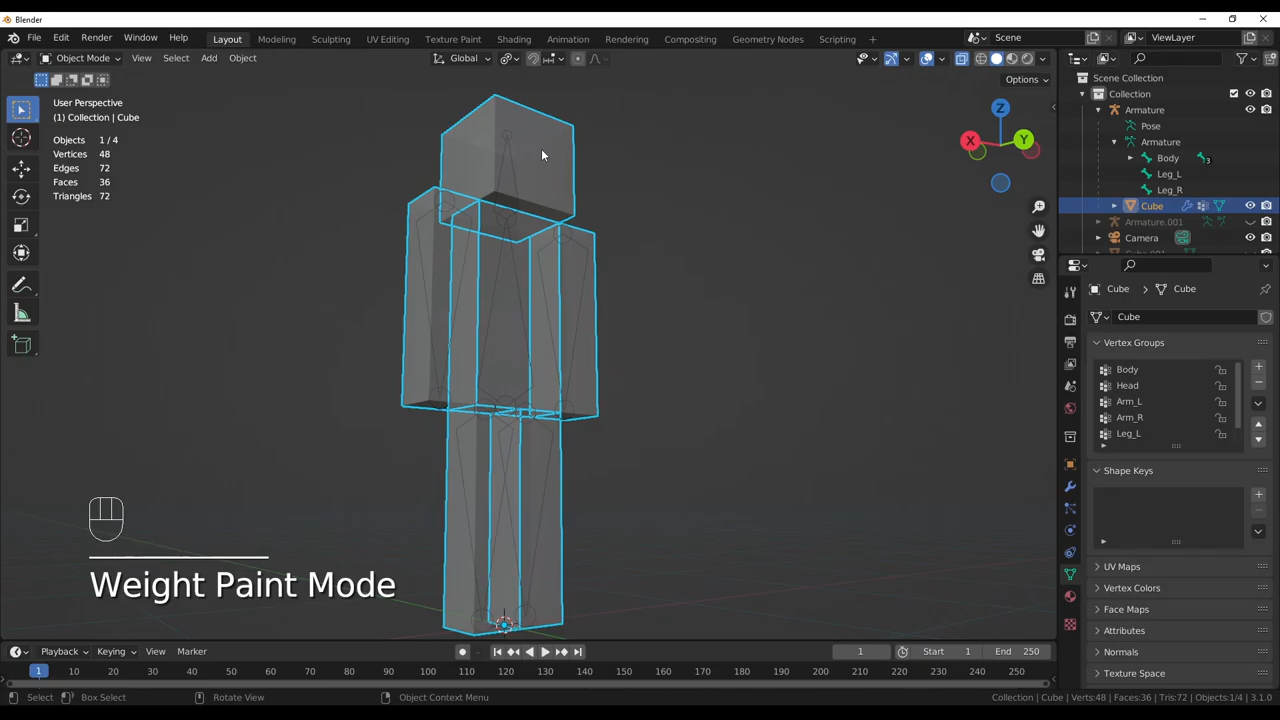 Blender
File Edit Render Window Help Layout Modeling Sculpting UV Editing Texture Paint Shading Animation Rendering Compositing Geometry Nodes Scripting + Scene ViewLayer
Object Mode View Select Add Object Global
Options
User Perspective
(1) Collection | Cube
Objects 1/4
Vertices 48
Edges 72
Faces 36
Triangles 72
Z
X
Y
Scene Collection
Collection
Armature
Pose
Armature
Body 3
Leg_L
Leg_R
Cube
Armature.001
Camera
Cube Cube
Cube
Vertex Groups
Body
Head
Arm_L
Arm_R
Leg_L
Shape Keys
UV Maps
Vertex Colors
Face Maps
Attributes
Normals
Texture Space
Weight Paint Mode
Playback Keying View Marker 1 Start 1 End 250
1 10 20 30 40 50 60 70 80 90 100 110 120 130 140 150 160 170 180 190 200 210 220 230 240 250
Select Box Select Rotate View Object Context Menu Collection | Cube | Verts:48 | Faces:36 | Tris:72 | Objects:1/4 | 3.1.0